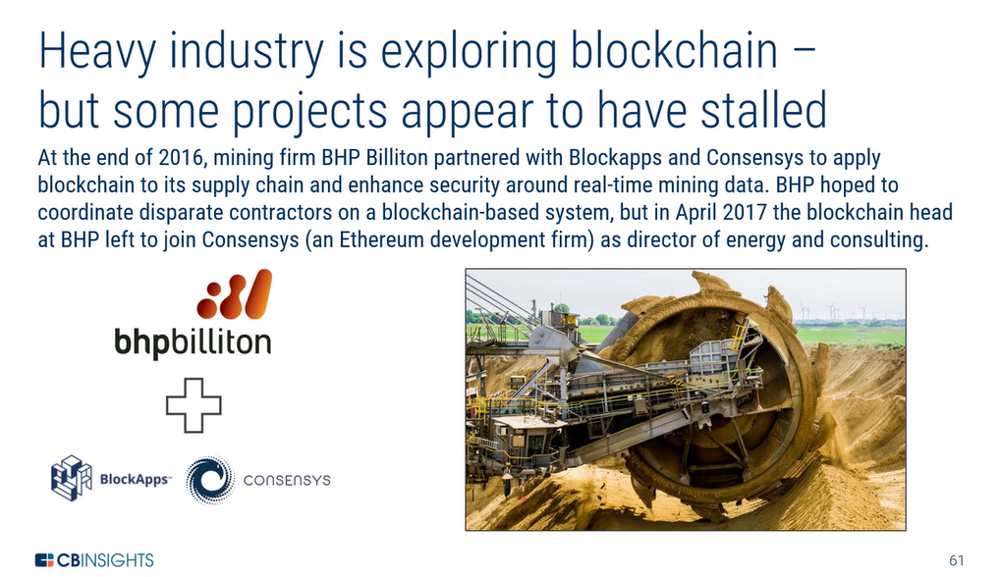 Heavy industry is exploring blockchain –
but some projects appear to have stalled
At the end of 2016, mining firm BHP Billiton partnered with Blockapps and Consensys to apply
blockchain to its supply chain and enhance security around real-time mining data. BHP hoped to
coordinate disparate contractors on a blockchain-based system, but in April 2017 the blockchain head
at BHP left to join Consensys (an Ethereum development firm) as director of energy and consulting.
bhpbilliton
BlockApps™
CONSENSYS
CBINSIGHTS
61